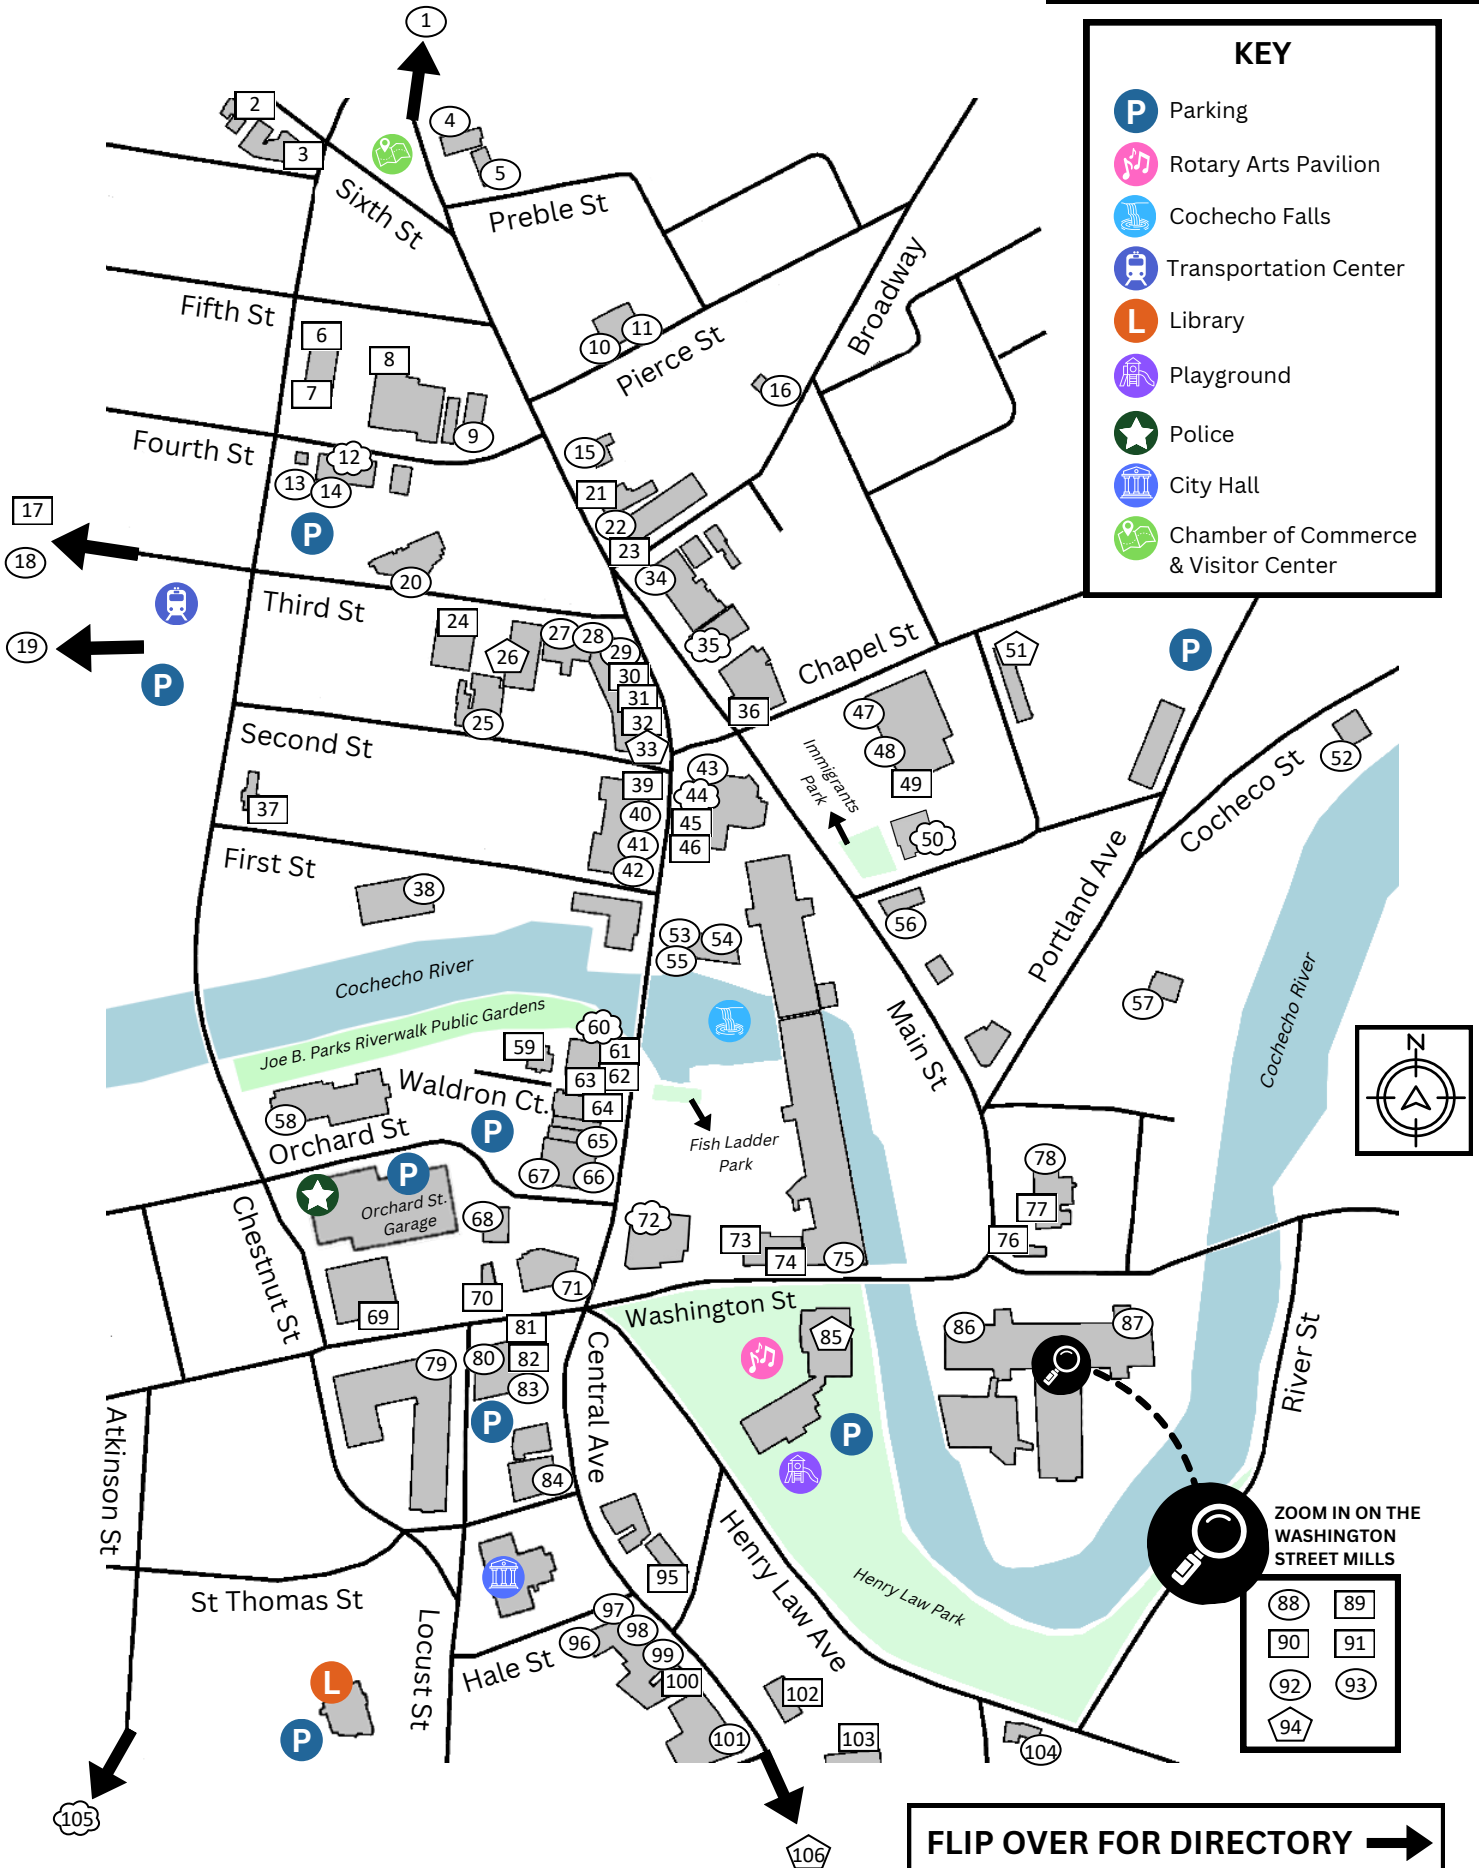 1
KEY
P Parking
Rotary Arts Pavilion
Cochecho Falls
Transportation Center
L Library
Playground
Police
City Hall
Chamber of Commerce
& Visitor Center
2
3
4
5
Sixth St
Preble St
Fifth St
6
7
8
9
10
11
Pierce St
Broadway
16
Fourth St
12
13
14
15
17
18
P
20
21
22
23
34
19
P
Third St
24
25
26
27
28
29
30
31
32
33
35
36
Chapel St
51
P
47
48
49
Immigrants
Park
50
52
Cocheco St
Second St
37
39
40
41
42
43
44
45
46
First St
38
53
54
55
56
Portland Ave
57
Cochecho River
Cochecho River
Joe B. Parks Riverwalk Public Gardens
Main St
N
59
60
61
62
63
64
65
66
67
Waldron Ct.
P
58
Orchard St
Fish Ladder
Park
P
Orchard St.
Garage
68
72
73
74
75
76
77
78
Chestnut St
69
70
71
Washington St
81
80
82
83
79
P
84
Central Ave
85
P
86
87
River St
Atkinson St
ZOOM IN ON THE
WASHINGTON
STREET MILLS
88
89
90
91
92
93
94
Henry Law Ave
Henry Law Park
95
St Thomas St
Locust St
Hale St
96
97
98
99
100
101
102
103
104
L
P
105
106
FLIP OVER FOR DIRECTORY